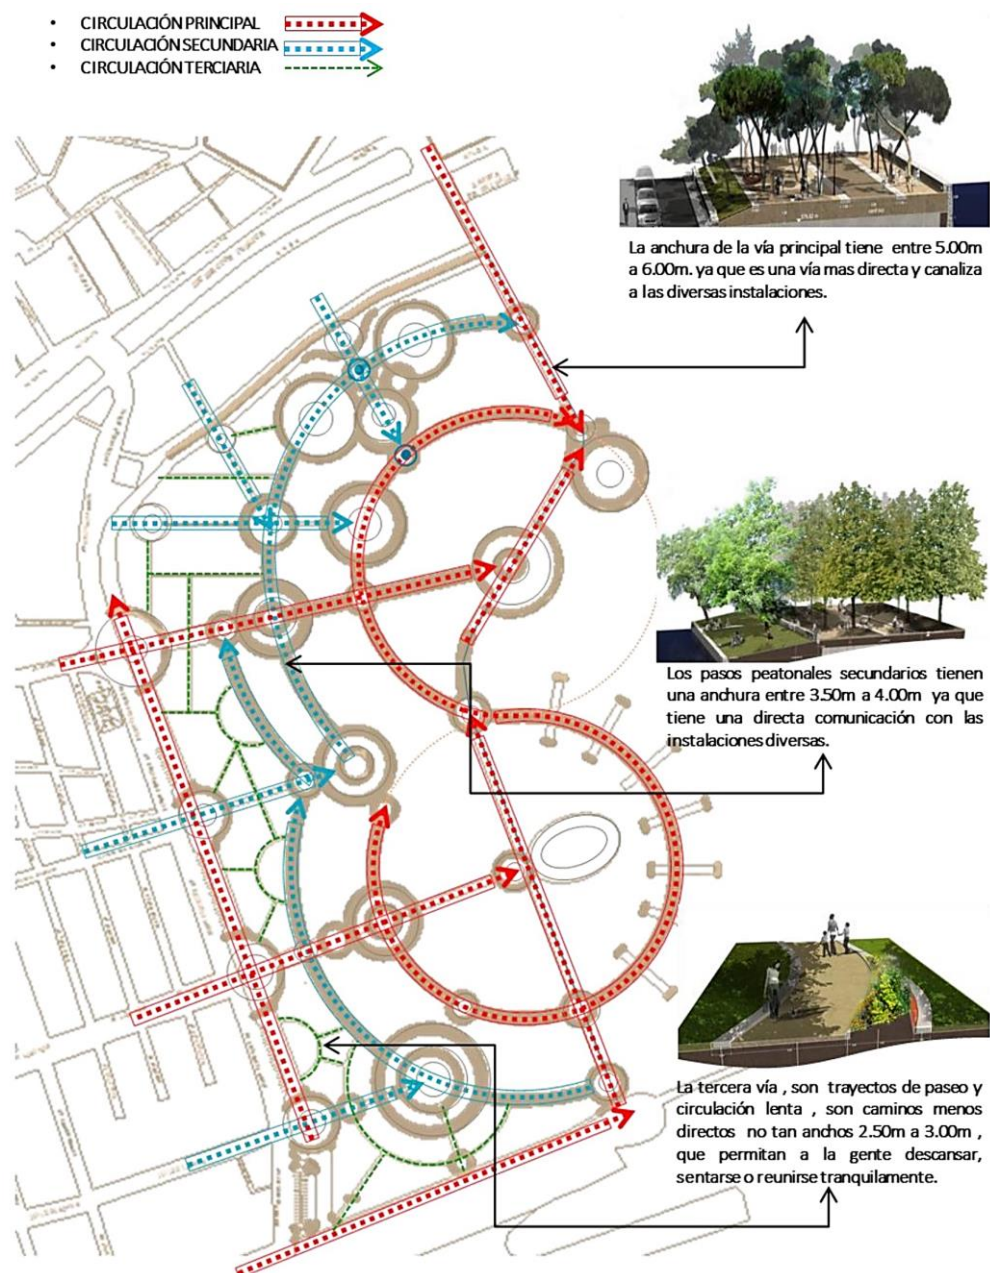 • CIRCULACIÓN PRINCIPAL
• CIRCULACIÓN SECUNDARIA
• CIRCULACIÓN TERCIARIA
La anchura de la vía principal tiene entre 5.00m
a 6.00m. ya que es una vía mas directa y canaliza
a las diversas instalaciones.
Los pasos peatonales secundarios tienen
una anchura entre 3.50m a 4.00m ya que
tiene una directa comunicación con las
instalaciones diversas.
La tercera vía , son trayectos de paseo y
circulación lenta , son caminos menos
directos no tan anchos 2.50m a 3.00m ,
que permitan a la gente descansar,
sentarse o reunirse tranquilamente.